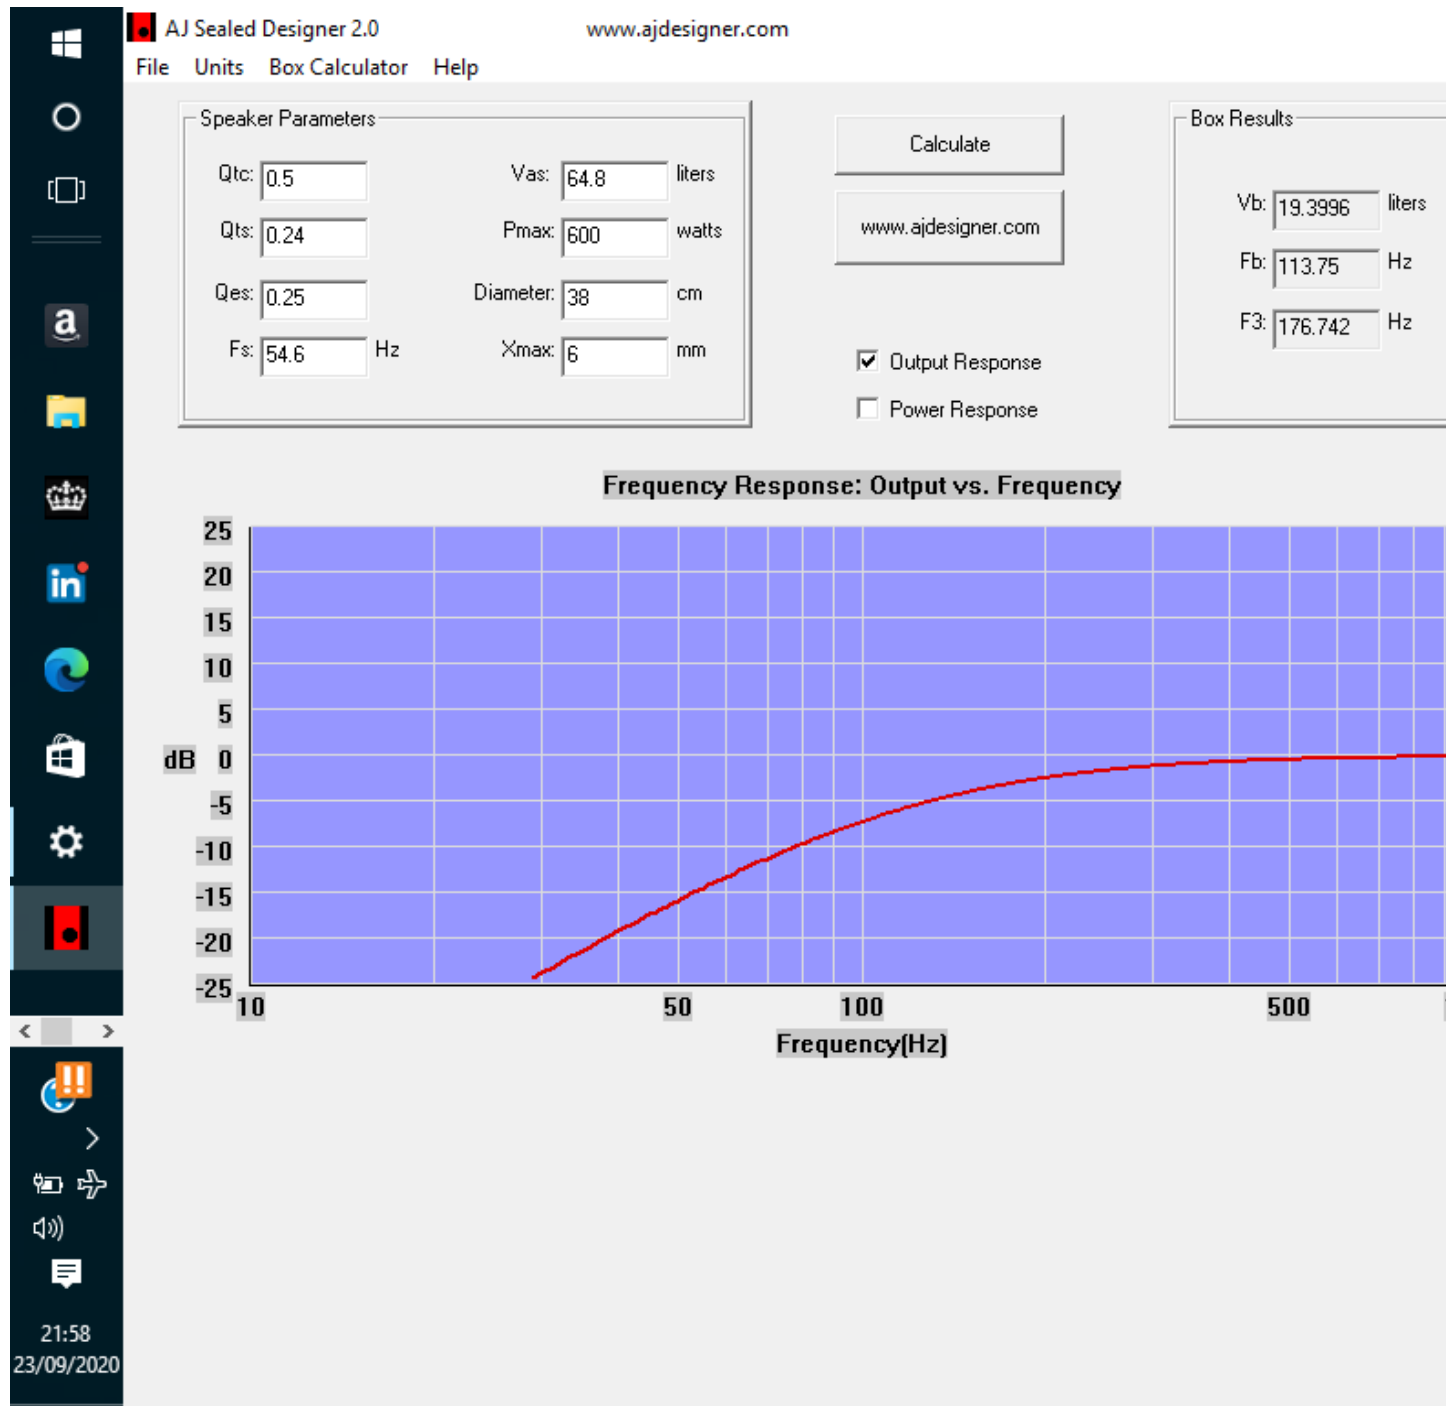 AJ Sealed Designer 2.0 www.ajdesigner.com
File Units Box Calculator Help
Speaker Parameters
Qtc: 0.5 Vas: 64.8 liters
Qts: 0.24 Pmax: 600 watts
Qes: 0.25 Diameter: 38 cm
Fs: 54.6 Hz Xmax: 6 mm
Calculate
www.ajdesigner.com
Output Response
Power Response
Box Results
Vb: 19.3996 liters
Fb: 113.75 Hz
F3: 176.742 Hz
Frequency Response: Output vs. Frequency
25
20
15
10
5
dB 0
-5
-10
-15
-20
-25
10 50 100 500
Frequency(Hz)
a
in
!!
21:58
23/09/2020